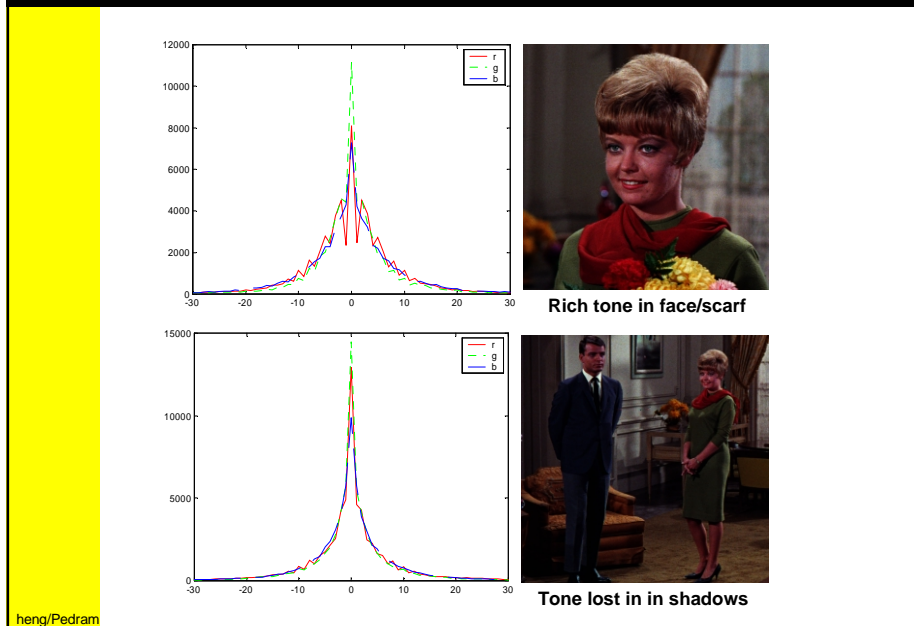 12000
10000
8000
6000
4000
2000
0
-30 -20 -10 0 10 20 30
r
g
b
Rich tone in face/scarf
15000
10000
5000
0
-30 -20 -10 0 10 20 30
r
g
b
Tone lost in in shadows
heng/Pedram